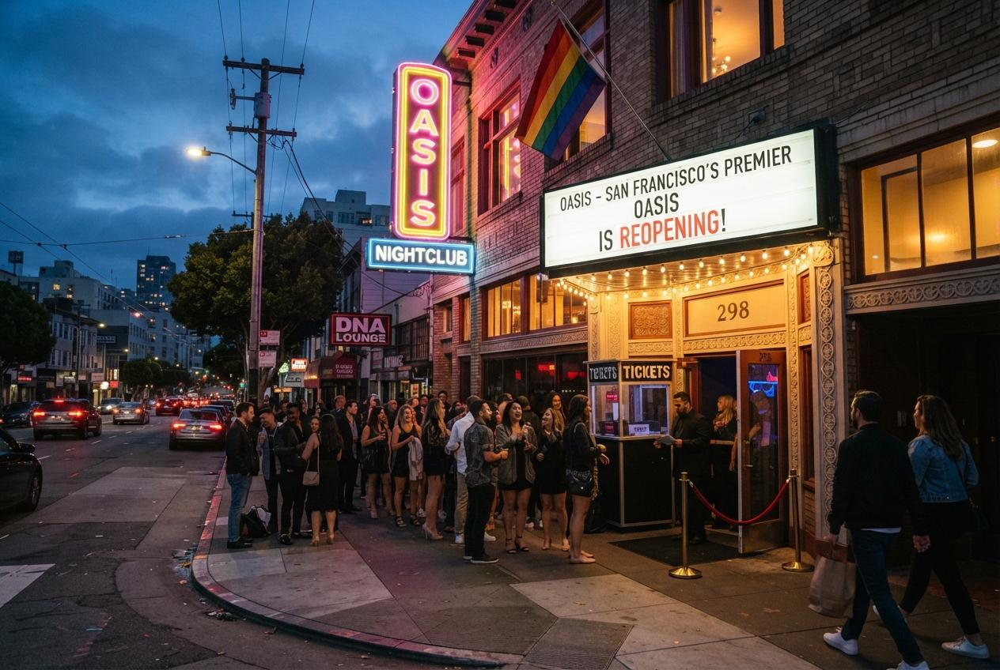 OASIS
NIGHTCLUB
OASIS – SAN FRANCISCO'S PREMIER
OASIS
IS REOPENING!
298
DNA
LOUNGE
TICKETS
TICKETS